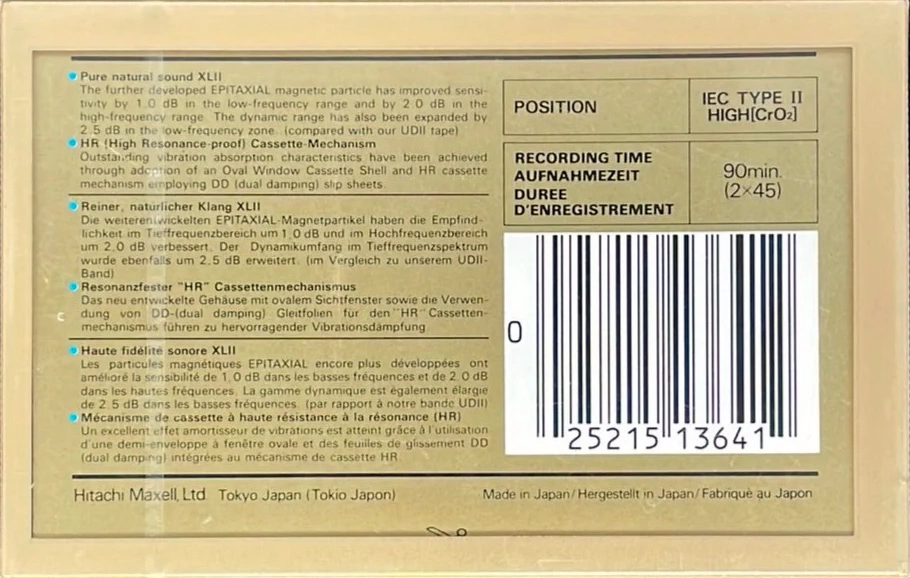 Pure natural sound XLII
The further developed EPITAXIAL magnetic particle has improved sensi-
tivity by 1.0 dB in the low-frequency range and by 2.0 dB in the
high-frequency range. The dynamic range has also been expanded by
2.5 dB in the low-frequency zone. (compared with our UDII tape)
HR (High Resonance-proof) Cassette-Mechanism
Outstanding vibration absorption characteristics have been achieved
through adoption of an Oval Window Cassette Shell and HR cassette
mechanism employing DD (dual damping) slip sheets.
Reiner, natürlicher Klang XLII
Die weiterentwickelten EPITAXIAL-Magnetpartikel haben die Empfind-
lichkeit im Tieffrequenzbereich um 1.0 dB und im Hochfrequenzbereich
um 2.0 dB verbessert. Der Dynamikumfang im Tieffrequenzspektrum
wurde ebenfalls um 2.5 dB erweitert. (im Vergleich zu unserem UDII-
Band)
Resonanzfester "HR" Cassettenmechanismus
Das neu entwickelte Gehäuse mit ovalem Sichtfenster sowie die Verwen-
dung von DD-(dual damping) Gleitfolien für den "HR" Cassetten-
mechanismus führen zu hervorragender Vibrationsdämpfung
Haute fidélité sonore XLII
Les particules magnétiques EPITAXIAL encore plus développées ont
amélioré la sensibilité de 1.0 dB dans les basses fréquences et de 2.0 dB
dans les hautes fréquences. La gamme dynamique est également élargie
de 2.5 dB dans les basses fréquences. (par rapport à notre bande UDII)
Mécanisme de cassette à haute résistance à la résonance (HR)
Un excellent effet amortisseur de vibrations est atteint grâce à l'utilisation
d'une demi-enveloppe à fenêtre ovale et des feuilles de glissement DD
(dual damping) intégrées au mécanisme de cassette HR.
POSITION
IEC TYPE II
HIGH[CrO₂]
RECORDING TIME
AUFNAHMEZEIT
DUREE
D'ENREGISTREMENT
90min.
(2×45)
0
25215 13641
Hitachi Maxell, Ltd. Tokyo Japan (Tokio Japon)
Made in Japan/Hergestellt in Japan/Fabriqué au Japon